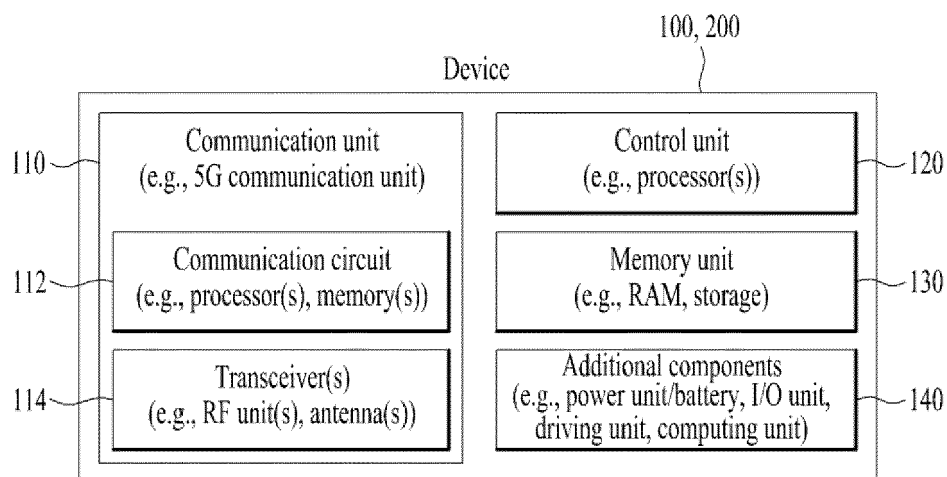 100, 200
Device
110
Communication unit
(e.g., 5G communication unit)
112
Communication circuit
(e.g., processor(s), memory(s))
114
Transceiver(s)
(e.g., RF unit(s), antenna(s))
Control unit
(e.g., processor(s))
120
Memory unit
(e.g., RAM, storage)
130
Additional components
(e.g., power unit/battery, I/O unit,
driving unit, computing unit)
140